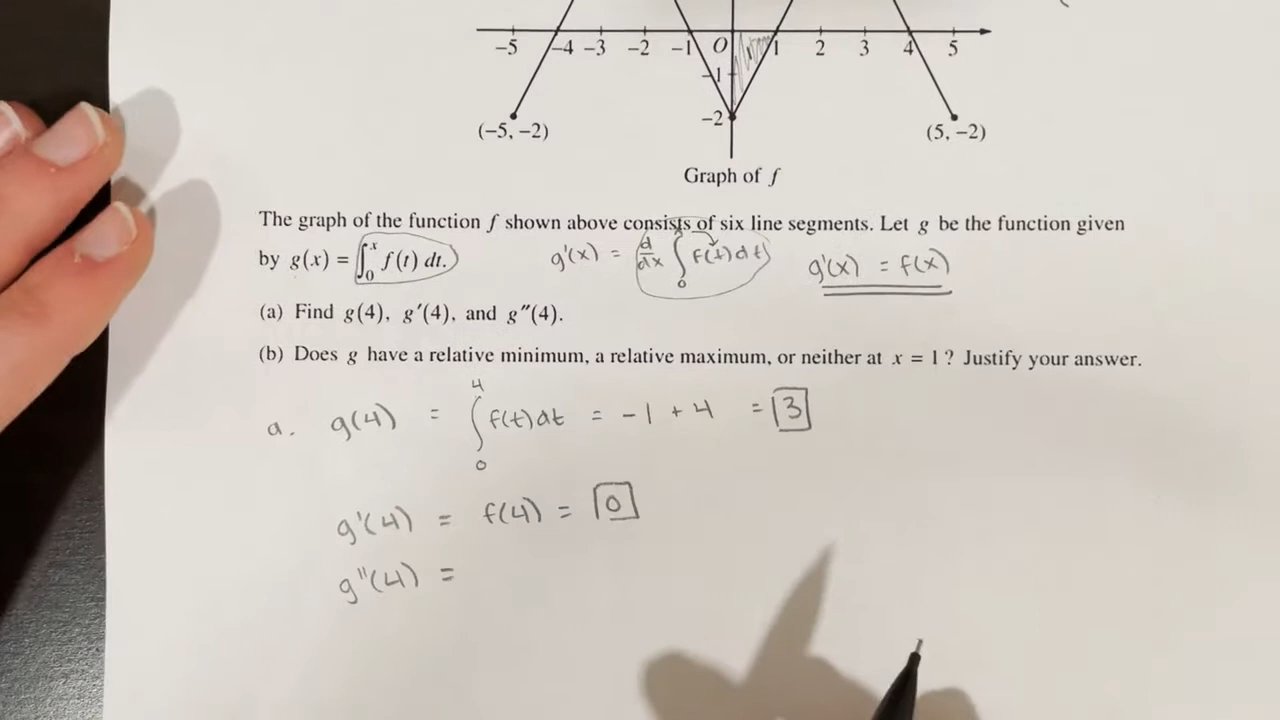 -5 -4 -3 -2 -1 O 1 2 3 4 5
-1
-2
(-5, -2) (5, -2)
Graph of f
The graph of the function f shown above consists of six line segments. Let g be the function given
by g(x) = ∫₀ˣ f(t) dt. g'(x) = d/dx ∫₀ˣ f(t)dt g'(x) = f(x)
(a) Find g(4), g′(4), and g″(4).
(b) Does g have a relative minimum, a relative maximum, or neither at x = 1? Justify your answer.
a. g(4) = ∫₀⁴ f(t)dt = -1 + 4 = 3
g'(4) = f(4) = 0
g"(4) =